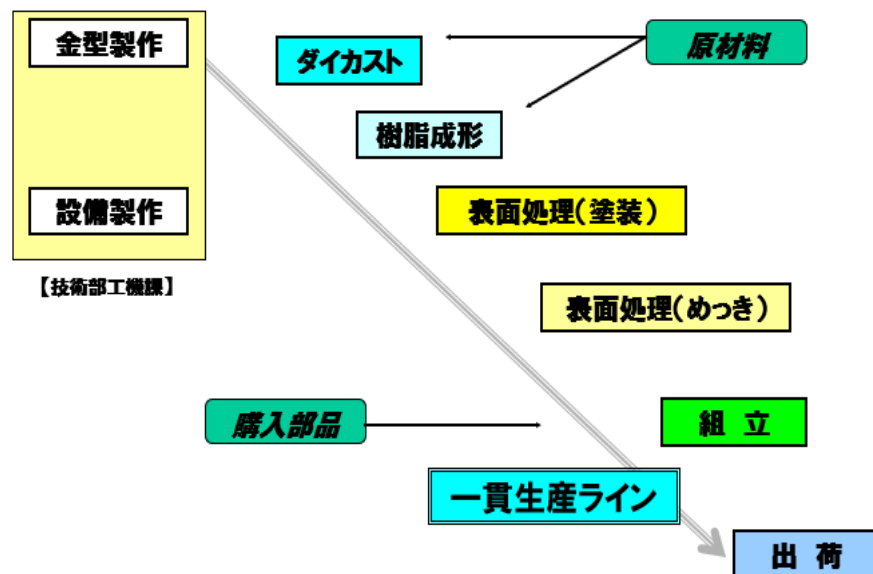 金型製作
ダイカスト
原材料
樹脂成形
設備製作
表面処理(塗装)
【技術部工機課】
表面処理(めっき)
購入部品
組 立
一貫生産ライン
出 荷